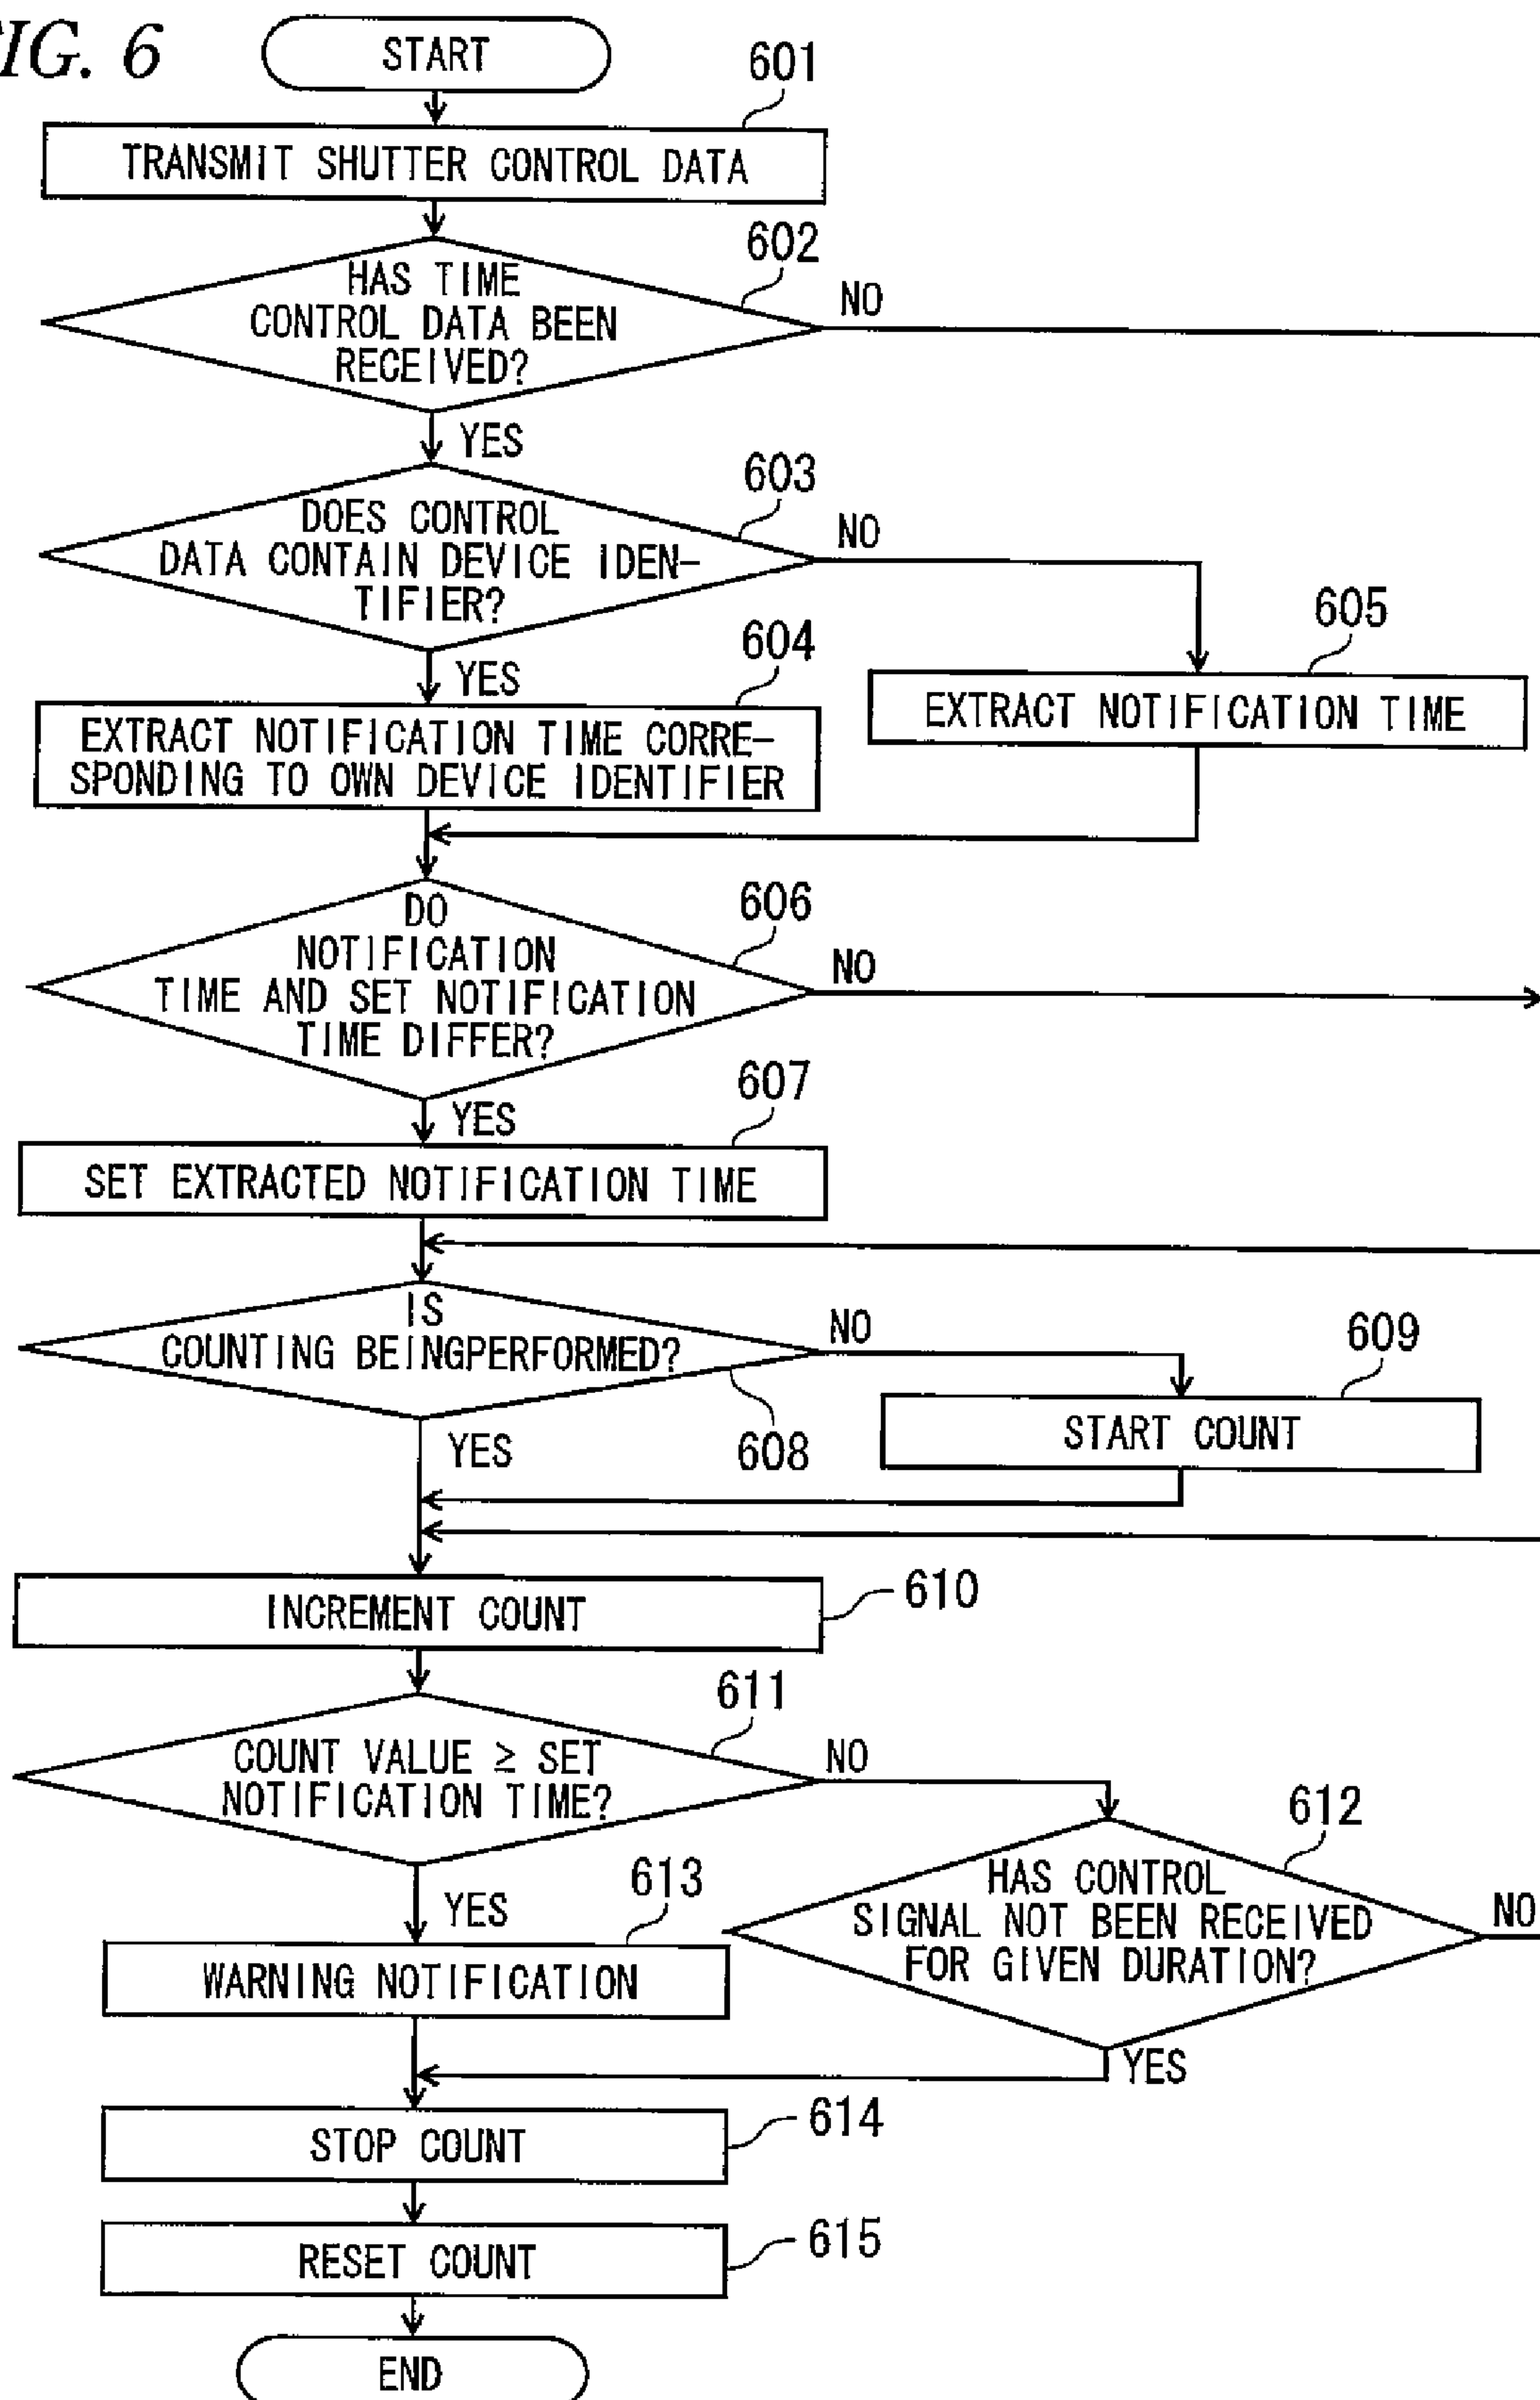 IG. 6
START
601
TRANSMIT SHUTTER CONTROL DATA
602
HAS TIME
CONTROL DATA BEEN
RECEIVED?
NO
YES
603
DOES CONTROL
DATA CONTAIN DEVICE IDEN-
TIFIER?
NO
YES
604
EXTRACT NOTIFICATION TIME CORRE-
SPONDING TO OWN DEVICE IDENTIFIER
605
EXTRACT NOTIFICATION TIME
606
DO
NOTIFICATION
TIME AND SET NOTIFICATION
TIME DIFFER?
NO
YES
607
SET EXTRACTED NOTIFICATION TIME
IS
COUNTING BEINGPERFORMED?
NO
608
YES
609
START COUNT
INCREMENT COUNT
610
611
COUNT VALUE ≥ SET
NOTIFICATION TIME?
NO
YES
612
HAS CONTROL
SIGNAL NOT BEEN RECEIVED
FOR GIVEN DURATION?
NO
YES
613
WARNING NOTIFICATION
STOP COUNT
614
RESET COUNT
615
END